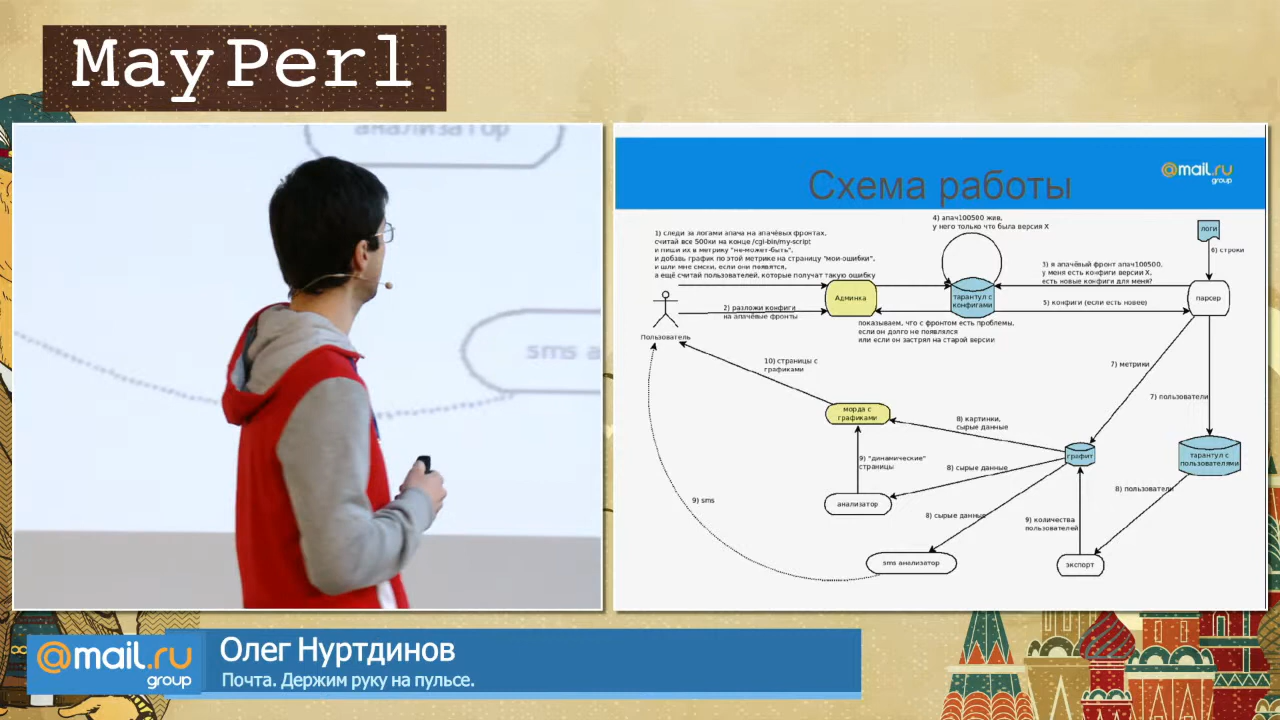 MayPerl
анализатор
sms а
Схема работы
@mail.ru
group
1) следи за логами апача на апачёвых фронтах,
считай все 500ки на конце /cgi-bin/my-script
и пиши их в метрику "не-может-быть",
и добавь график по этой метрике на страницу "мои-ошибки",
и шли мне смски, если они появятся,
а ещё считай пользователей, которые получат такую ошибку
2) разложи конфиги
на апачёвые фронты
Пользователь
Админка
4) апач100500 жив,
у него только что была версия X
тарантул с
конфигами
показываем, что с фронтом есть проблемы,
если он долго не появлялся
или если он застрял на старой версии
3) я апачёвый фронт апач100500,
у меня есть конфиги версии X,
есть новые конфиги для меня?
5) конфиги (если есть новее)
логи
6) строки
парсер
7) метрики
7) пользователи
10) страницы с
графиками
морда с
графиками
8) картинки,
сырые данные
графит
тарантул с
пользователями
9) "динамические"
страницы
8) сырые данные
8) пользователи
9) sms
анализатор
8) сырые данные
9) количества
пользователей
sms анализатор
экспорт
@mail.ru
group
Олег Нуртдинов
Почта. Держим руку на пульсе.